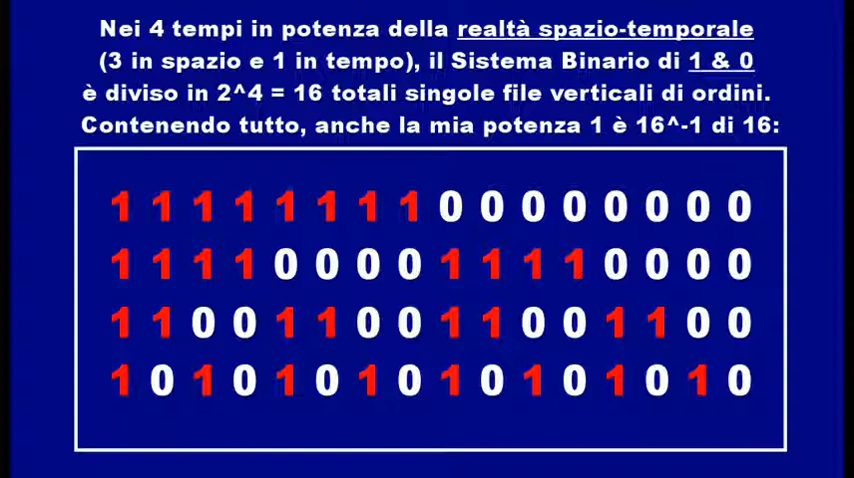 Nei 4 tempi in potenza della realtà spazio-temporale
(3 in spazio e 1 in tempo), il Sistema Binario di 1 & 0
è diviso in 2^4 = 16 totali singole file verticali di ordini.
Contenendo tutto, anche la mia potenza 1 è 16^-1 di 16:
1 1 1 1 1 1 1 1 0 0 0 0 0 0 0 0
1 1 1 1 0 0 0 0 1 1 1 1 0 0 0 0
1 1 0 0 1 1 0 0 1 1 0 0 1 1 0 0
1 0 1 0 1 0 1 0 1 0 1 0 1 0 1 0